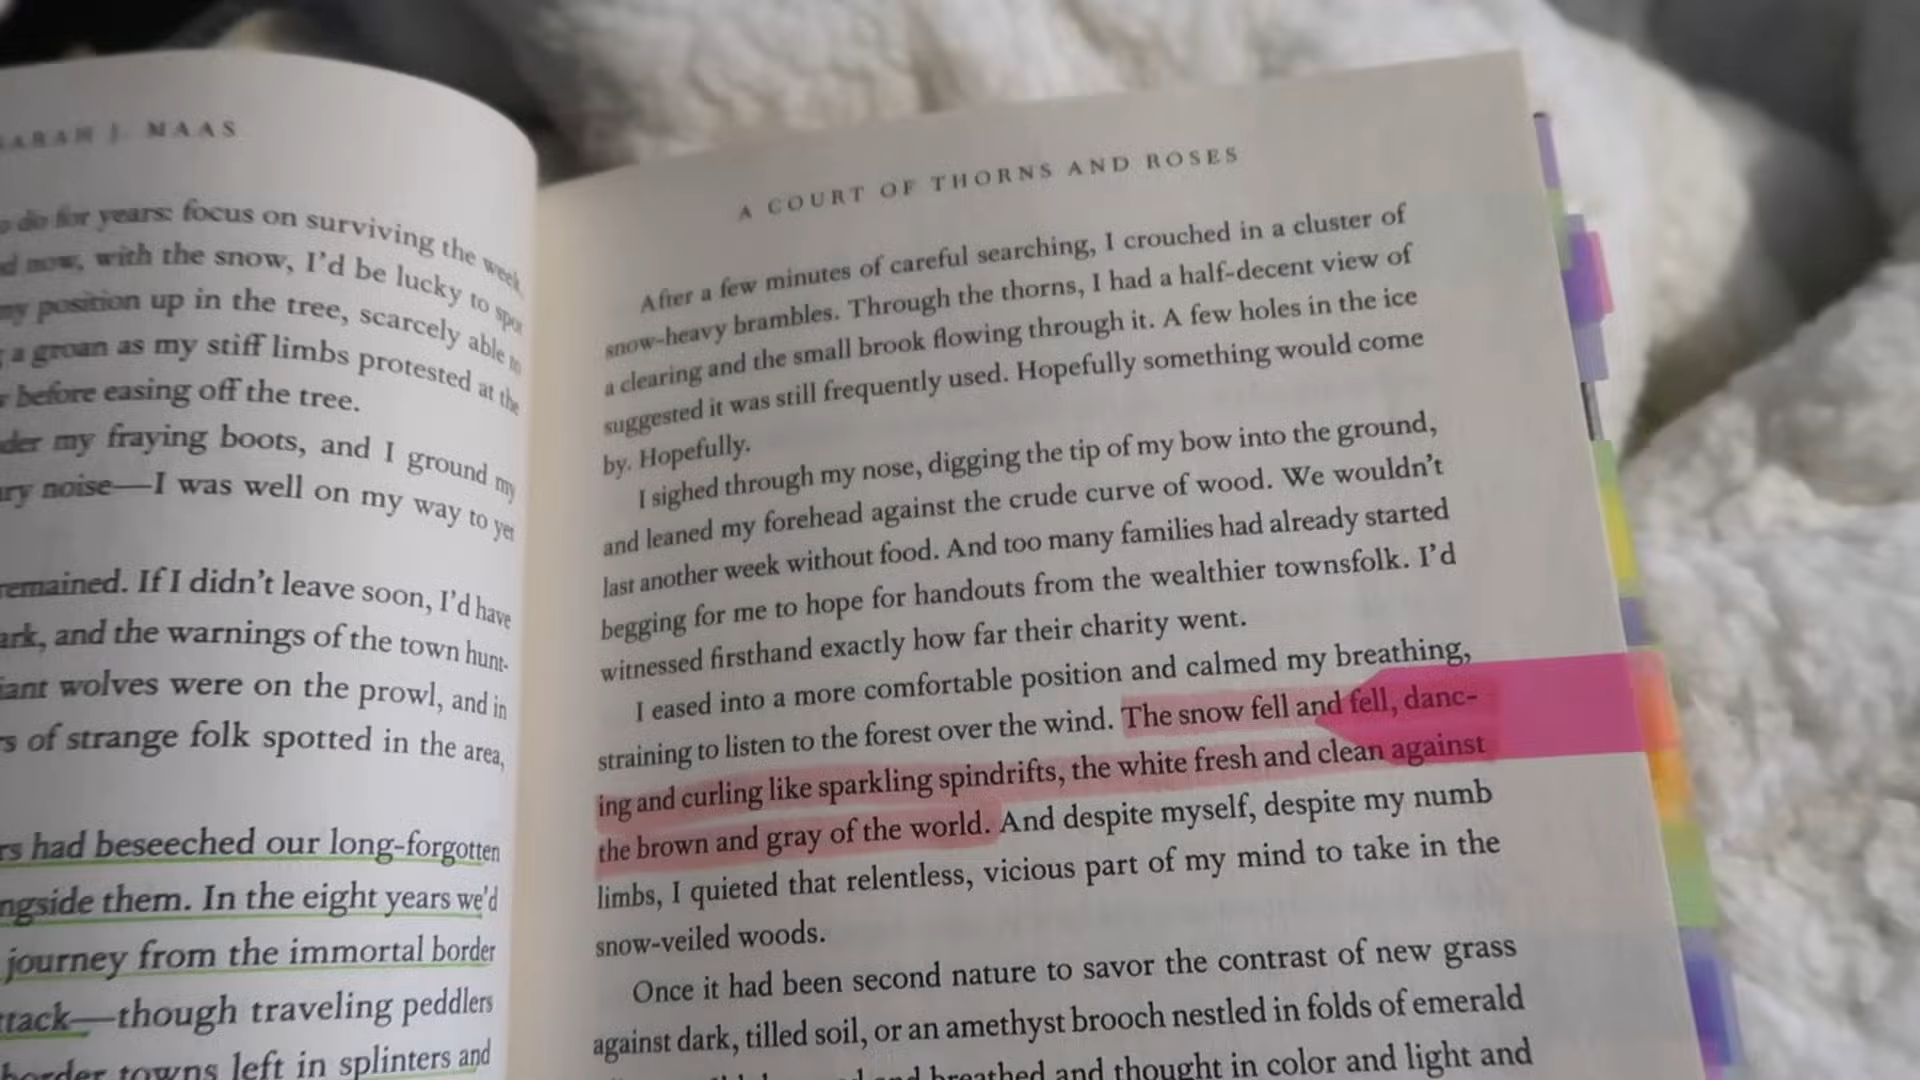 SARAH J. MAAS
do for years: focus on surviving the week,
now, with the snow, I'd be lucky to spot
my position up in the tree, scarcely able to
a groan as my stiff limbs protested at the
before easing off the tree.
der my fraying boots, and I ground my
ry noise—I was well on my way to yet
remained. If I didn't leave soon, I'd have
ark, and the warnings of the town hunt-
iant wolves were on the prowl, and in
s of strange folk spotted in the area,
rs had beseeched our long-forgotten
ngside them. In the eight years we'd
journey from the immortal border
ttack—though traveling peddlers
border towns left in splinters and
A COURT OF THORNS AND ROSES
After a few minutes of careful searching, I crouched in a cluster of
snow-heavy brambles. Through the thorns, I had a half-decent view of
a clearing and the small brook flowing through it. A few holes in the ice
suggested it was still frequently used. Hopefully something would come
by. Hopefully.
I sighed through my nose, digging the tip of my bow into the ground,
and leaned my forehead against the crude curve of wood. We wouldn't
last another week without food. And too many families had already started
begging for me to hope for handouts from the wealthier townsfolk. I'd
witnessed firsthand exactly how far their charity went.
I eased into a more comfortable position and calmed my breathing,
straining to listen to the forest over the wind. The snow fell and fell, danc-
ing and curling like sparkling spindrifts, the white fresh and clean against
the brown and gray of the world. And despite myself, despite my numb
limbs, I quieted that relentless, vicious part of my mind to take in the
snow-veiled woods.
Once it had been second nature to savor the contrast of new grass
against dark, tilled soil, or an amethyst brooch nestled in folds of emerald
breathed and thought in color and light and